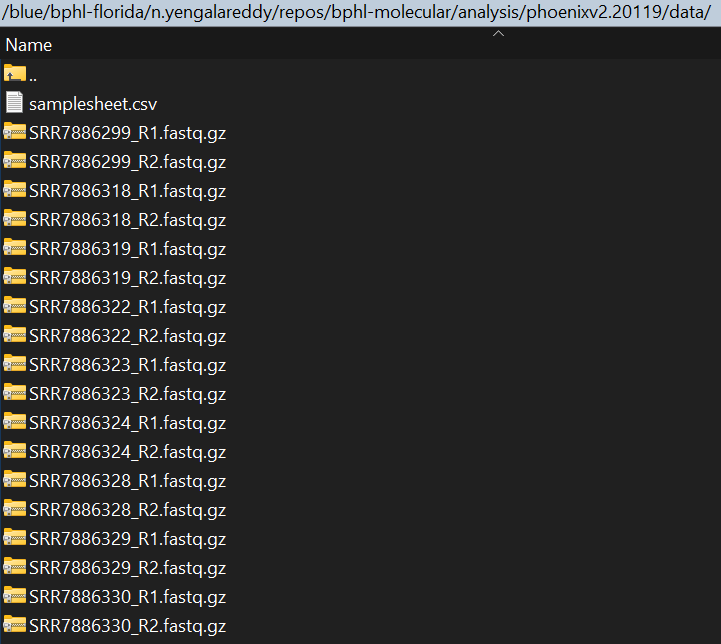 /blue/bphl-florida/n.yengalareddy/repos/bphl-molecular/analysis/phoenixv2.20119/data/
Name
..
samplesheet.csv
SRR7886299_R1.fastq.gz
SRR7886299_R2.fastq.gz
SRR7886318_R1.fastq.gz
SRR7886318_R2.fastq.gz
SRR7886319_R1.fastq.gz
SRR7886319_R2.fastq.gz
SRR7886322_R1.fastq.gz
SRR7886322_R2.fastq.gz
SRR7886323_R1.fastq.gz
SRR7886323_R2.fastq.gz
SRR7886324_R1.fastq.gz
SRR7886324_R2.fastq.gz
SRR7886328_R1.fastq.gz
SRR7886328_R2.fastq.gz
SRR7886329_R1.fastq.gz
SRR7886329_R2.fastq.gz
SRR7886330_R1.fastq.gz
SRR7886330_R2.fastq.gz